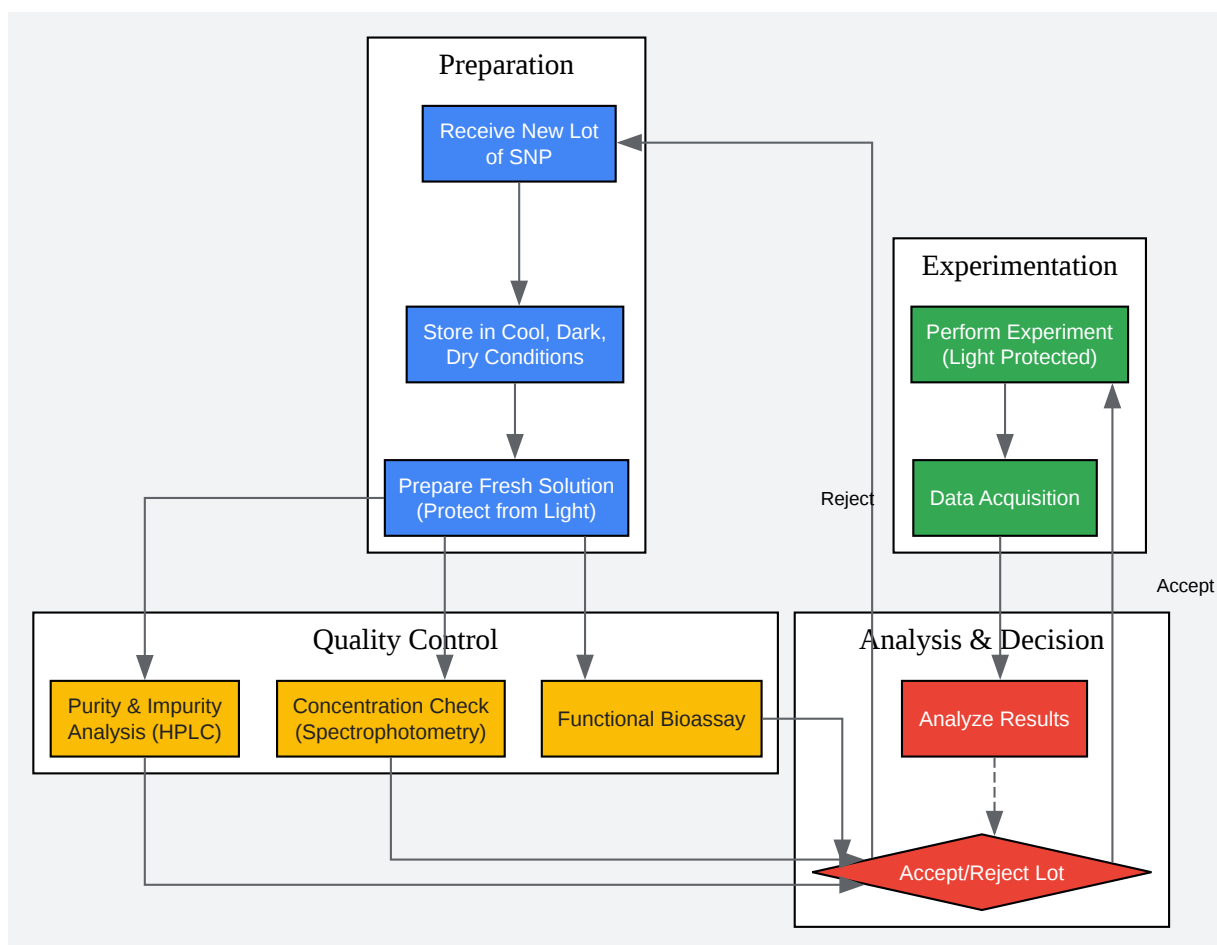 Preparation
Receive New Lot
of SNP
Store in Cool, Dark,
Dry Conditions
Prepare Fresh Solution
(Protect from Light)
Experimentation
Perform Experiment
(Light Protected)
Data Acquisition
Reject
Accept
Quality Control
Purity & Impurity
Analysis (HPLC)
Concentration Check
(Spectrophotometry)
Functional Bioassay
Analysis & Decision
Analyze Results
Accept/Reject Lot